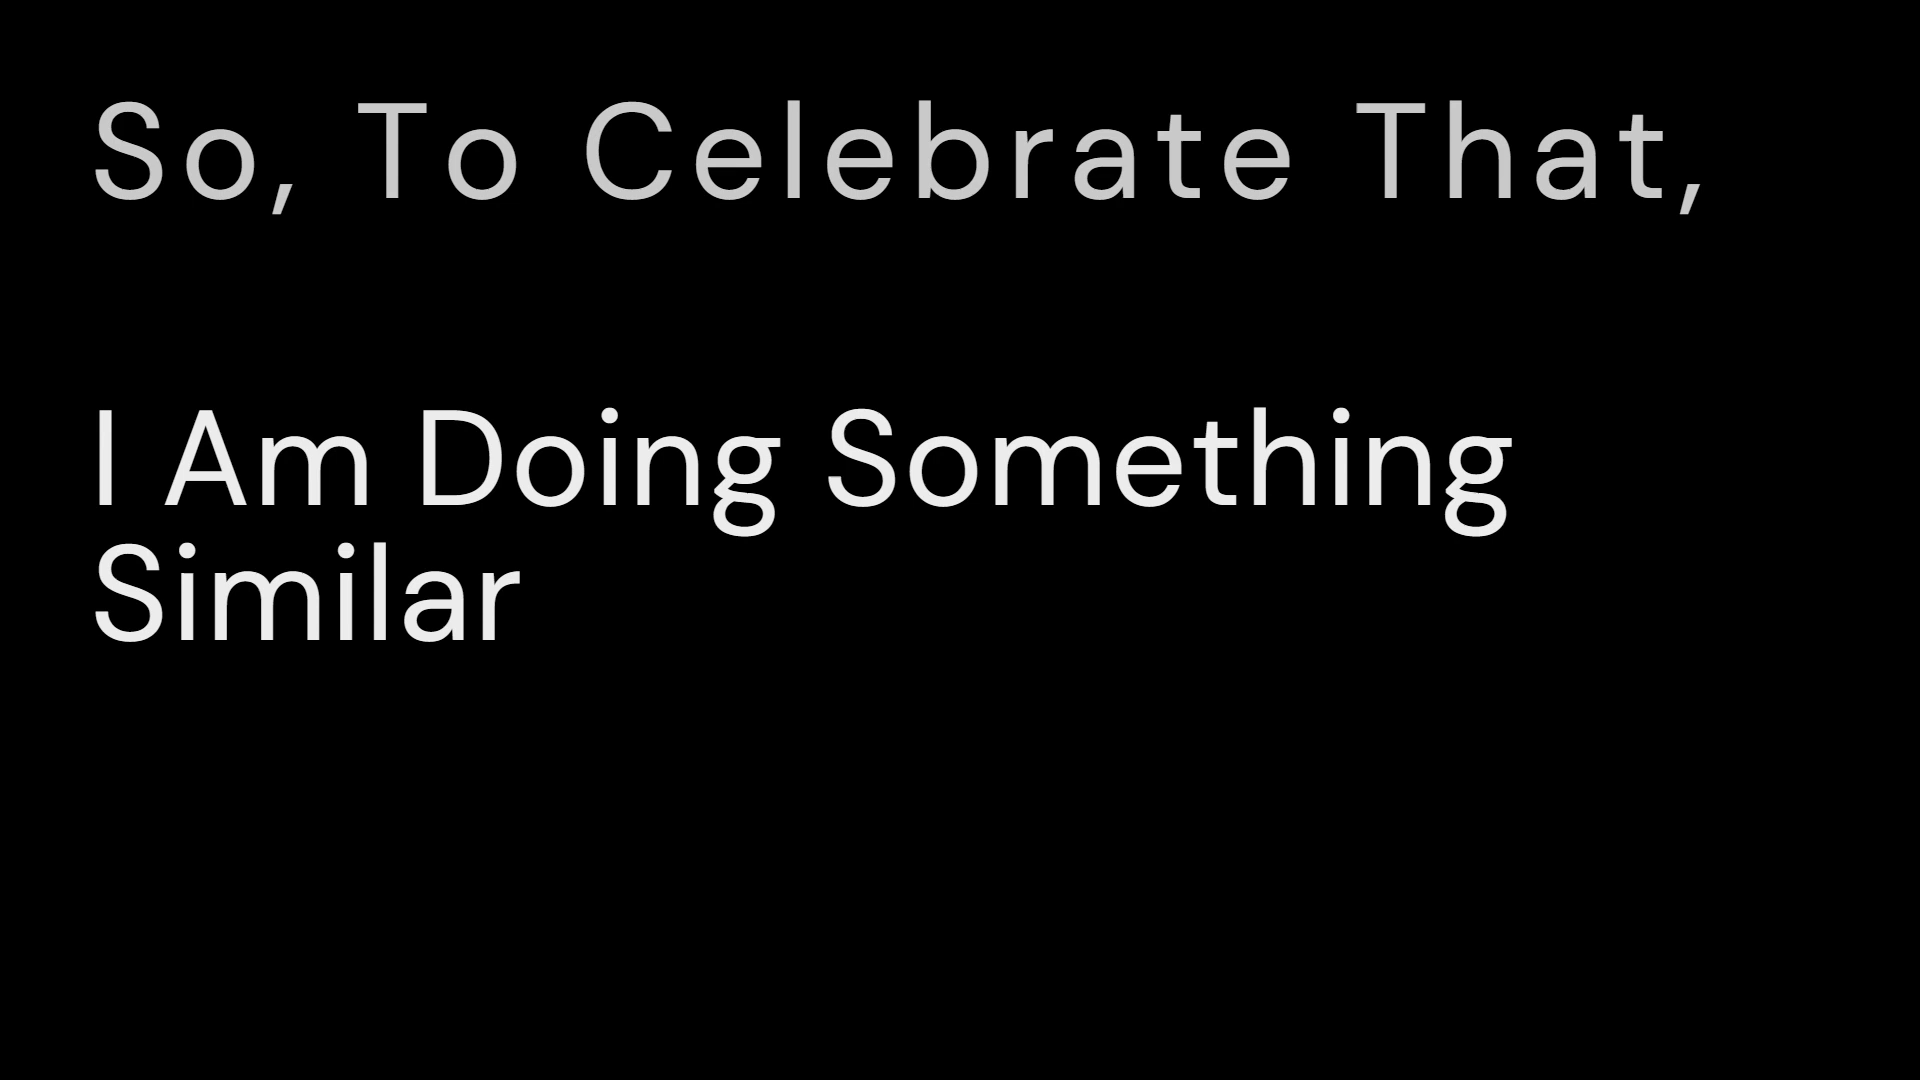 So, To Celebrate That,
I Am Doing Something
Similar